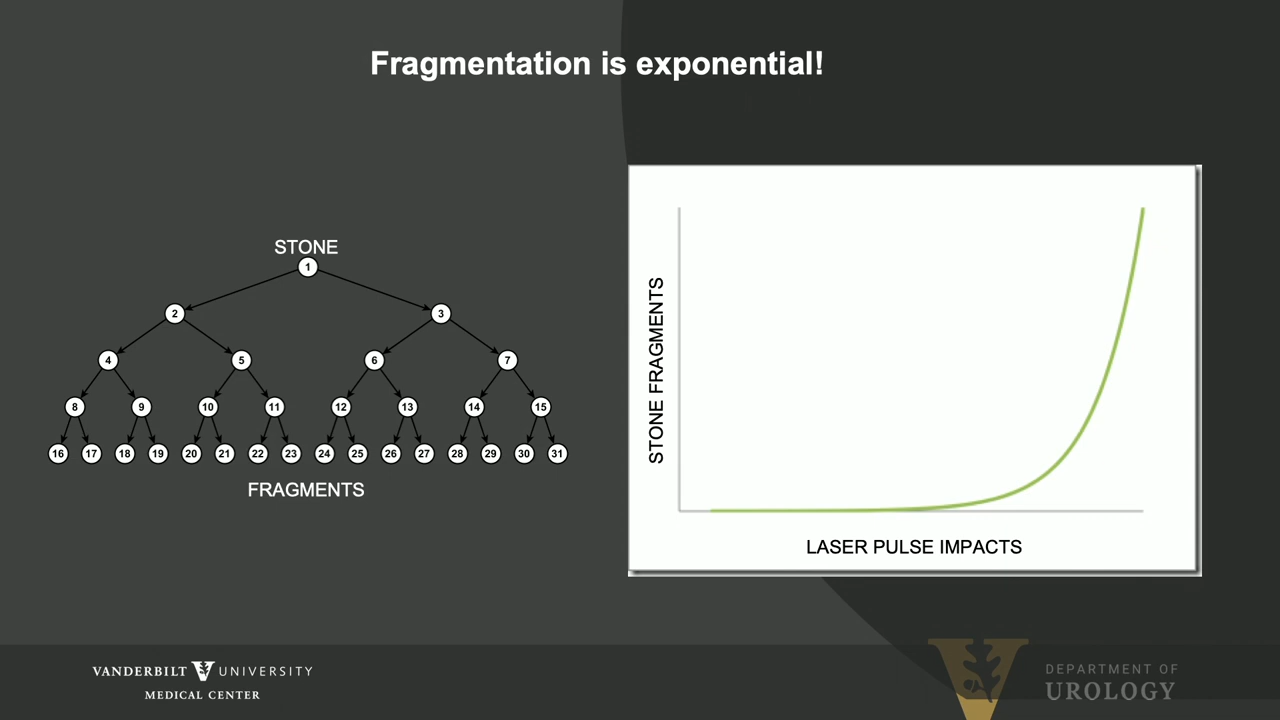 Fragmentation is exponential!
STONE
1
2 3
4 5 6 7
8 9 10 11 12 13 14 15
16 17 18 19 20 21 22 23 24 25 26 27 28 29 30 31
FRAGMENTS
STONE FRAGMENTS
LASER PULSE IMPACTS
VANDERBILT V UNIVERSITY
MEDICAL CENTER
V
DEPARTMENT OF
UROLOGY